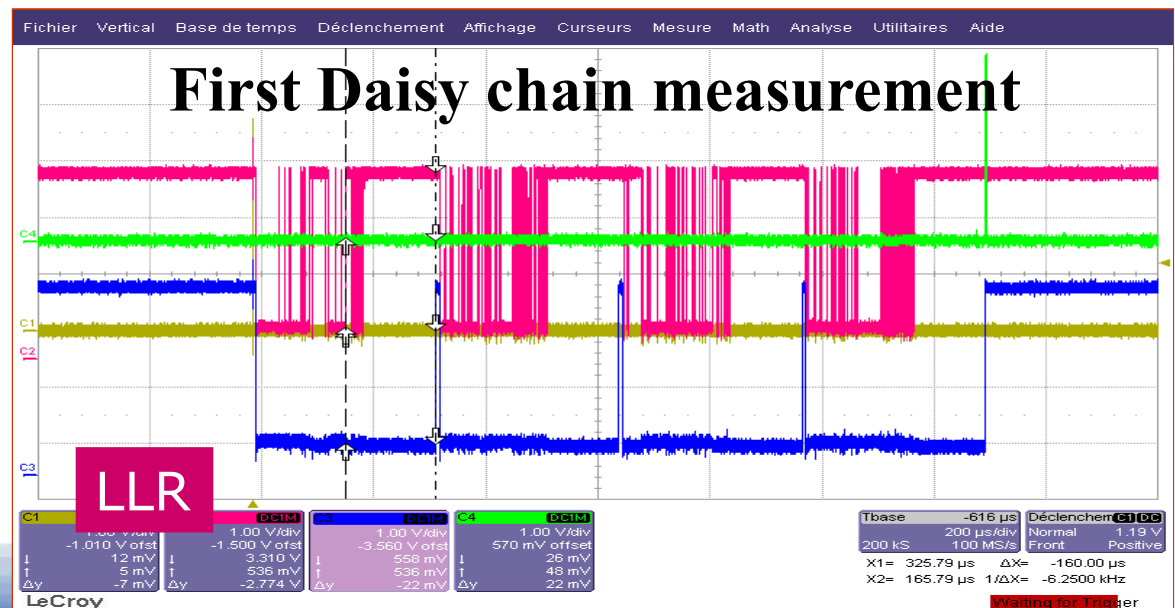 Fichier Vertical Base de temps Déclenchement Affichage Curseurs Mesure Math Analyse Utilitaires Aide
First Daisy chain measurement
C4
C1
C2
C3
LLR
C1 DC1M C3 DC1M C4 DC1M
1.00 V/div 1.00 V/div 1.00 V/div 1.00 V/div
-1.010 V ofst -1.500 V ofst -3.560 V ofst 570 mV offset
↓ 12 mV ↓ 3.310 V ↓ 558 mV ↓ 26 mV
↑ 5 mV ↑ 536 mV ↑ 536 mV ↑ 48 mV
Δy -7 mV Δy -2.774 V Δy -22 mV Δy 22 mV
Tbase -616 µs Déclenchem C1 DC
200 µs/div Normal 1.19 V
200 kS 100 MS/s Front Positive
X1= 325.79 µs ΔX= -160.00 µs
X2= 165.79 µs 1/ΔX= -6.2500 kHz
LeCroy
Waiting for Trigger